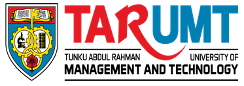 TARUMT
TUNKU ABDUL RAHMAN UNIVERSITY OF
MANAGEMENT AND TECHNOLOGY